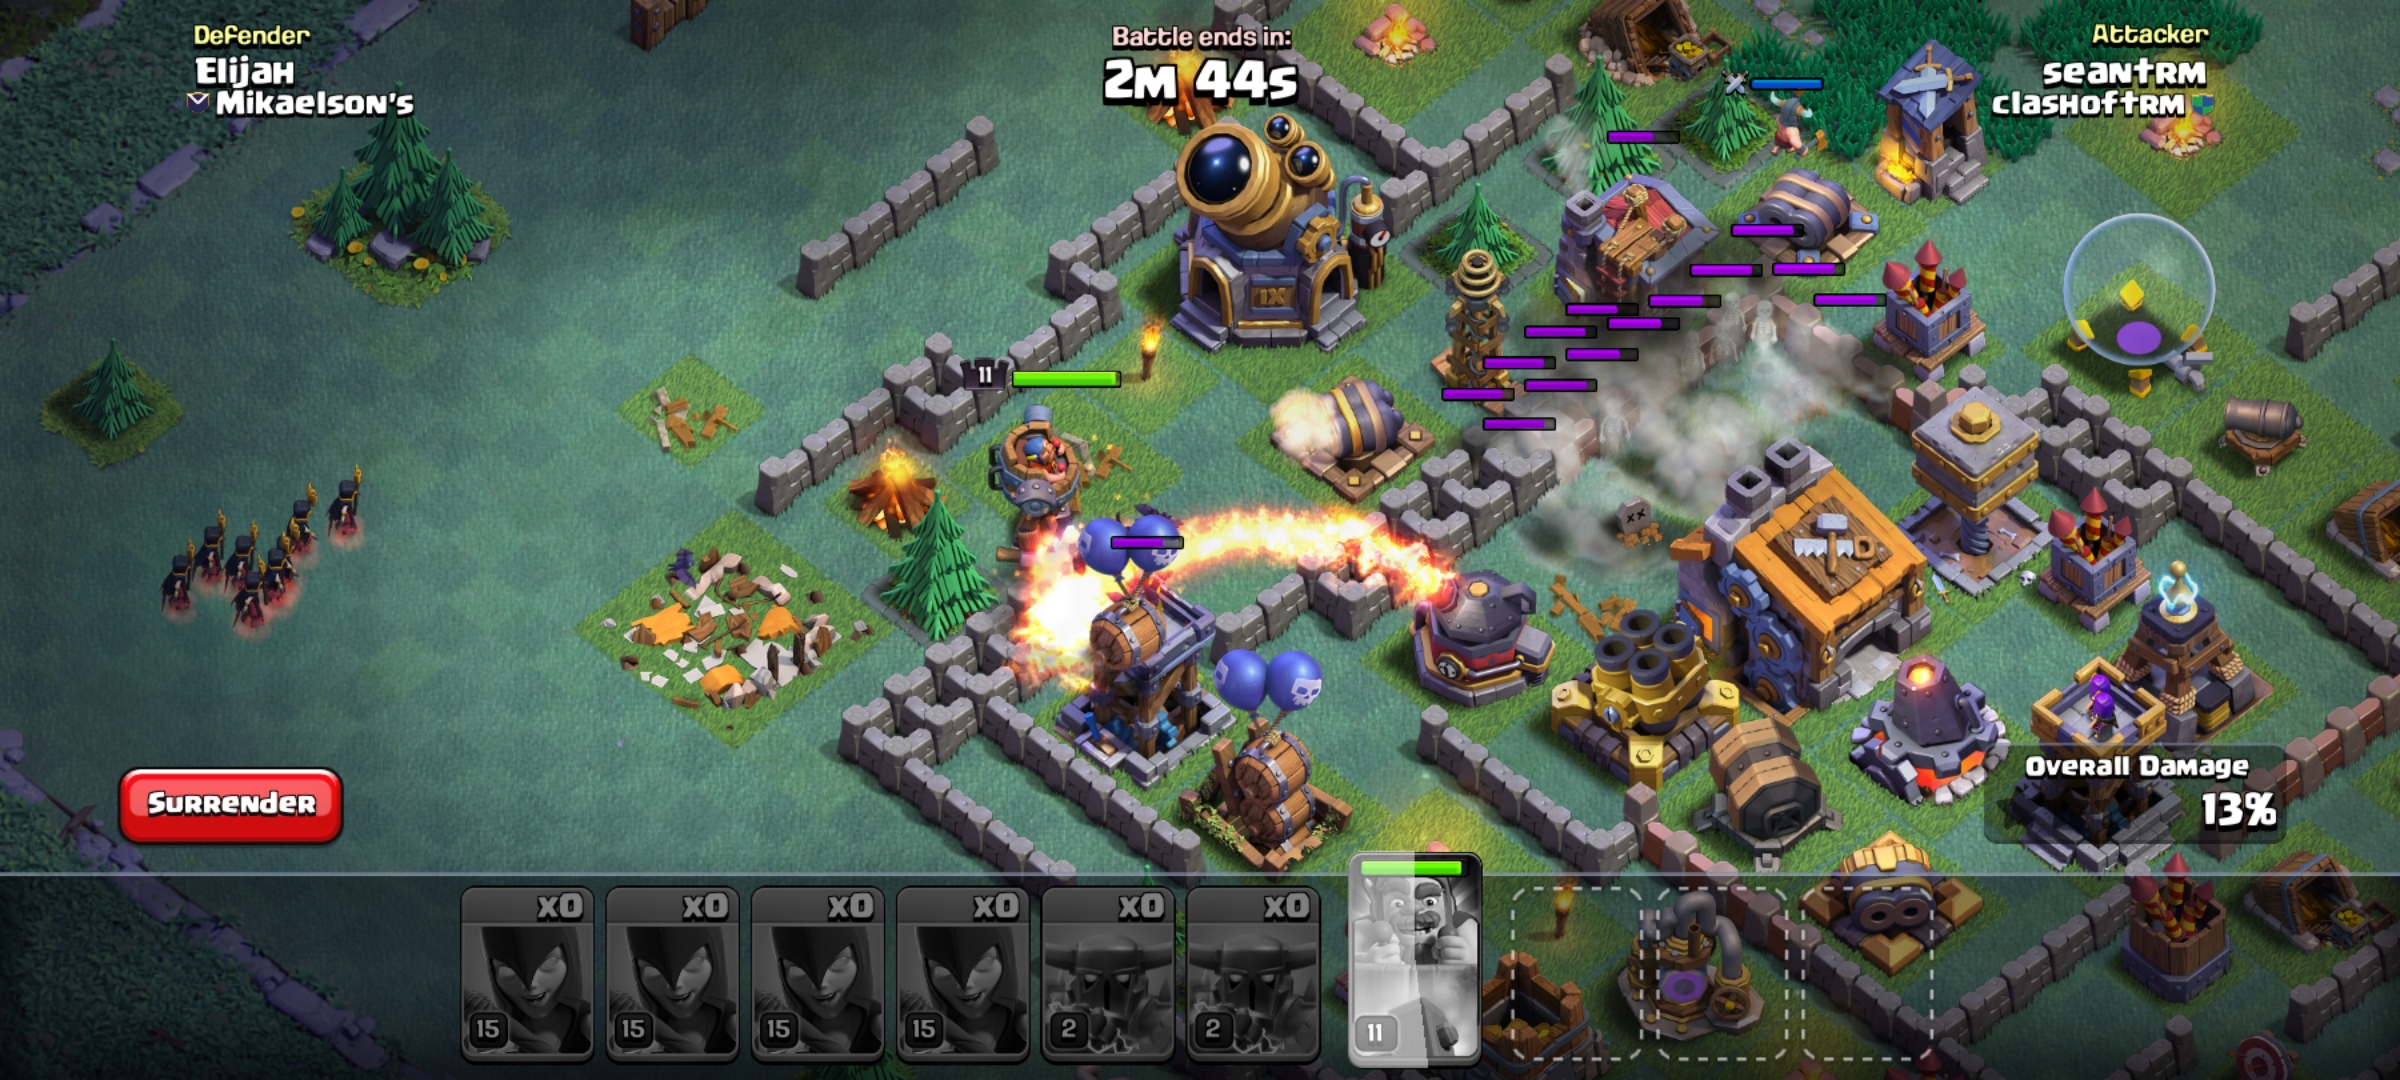 Defender
Elijah
Mikaelson's
Battle ends in:
2m 44s
Attacker
seantrm
clashoftrm
IX
11
Surrender
Overall Damage
13%
x0
x0
x0
x0
x0
x0
15
15
15
15
2
2
11